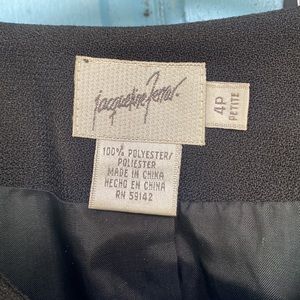 Jacqueline Ferrar.
4P
PETITE
100% POLYESTER/
POLIESTER
MADE IN CHINA
HECHO EN CHINA
RN 59142